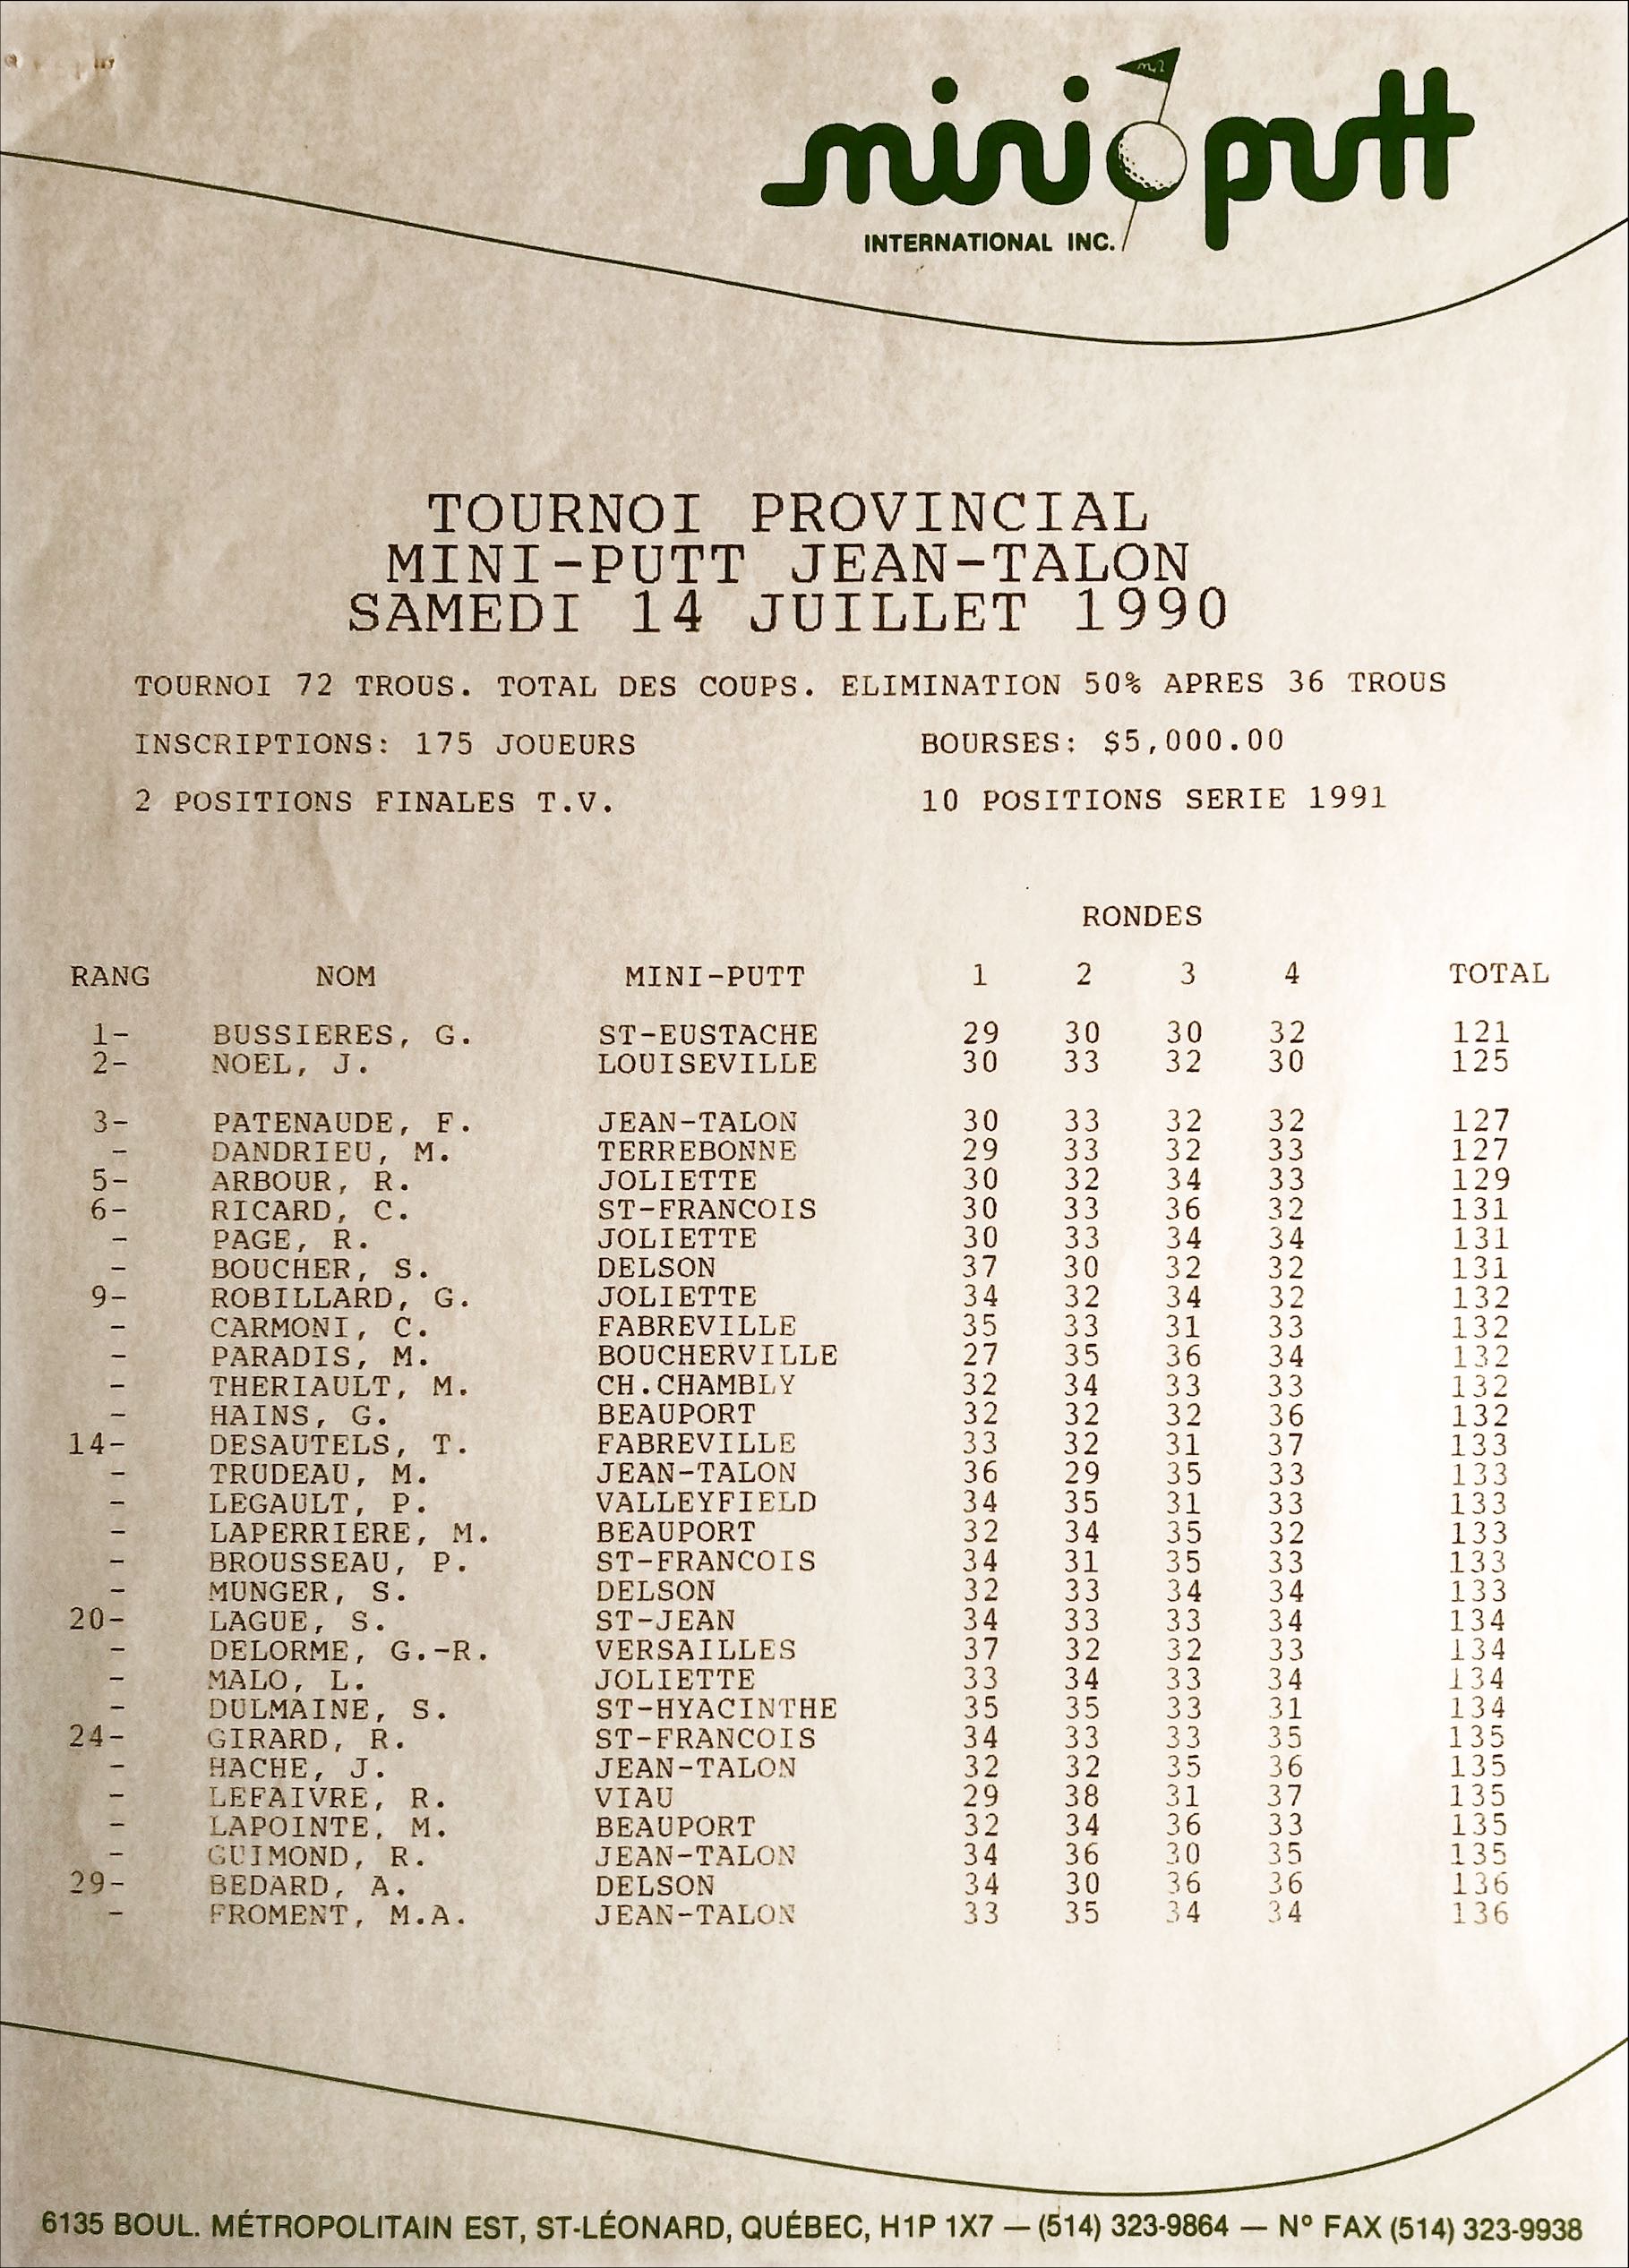 mini putt
INTERNATIONAL INC.
TOURNOI PROVINCIAL
MINI-PUTT JEAN-TALON
SAMEDI 14 JUILLET 1990
TOURNOI 72 TROUS. TOTAL DES COUPS. ELIMINATION 50% APRES 36 TROUS
INSCRIPTIONS: 175 JOUEURS BOURSES: $5,000.00
2 POSITIONS FINALES T.V. 10 POSITIONS SERIE 1991
RONDES
RANG NOM MINI-PUTT 1 2 3 4 TOTAL
1- BUSSIERES, G. ST-EUSTACHE 29 30 30 32 121
2- NOEL, J. LOUISEVILLE 30 33 32 30 125
3- PATENAUDE, F. JEAN-TALON 30 33 32 32 127
- DANDRIEU, M. TERREBONNE 29 33 32 33 127
5- ARBOUR, R. JOLIETTE 30 32 34 33 129
6- RICARD, C. ST-FRANCOIS 30 33 36 32 131
- PAGE, R. JOLIETTE 30 33 34 34 131
- BOUCHER, S. DELSON 37 30 32 32 131
9- ROBILLARD, G. JOLIETTE 34 32 34 32 132
- CARMONI, C. FABREVILLE 35 33 31 33 132
- PARADIS, M. BOUCHERVILLE 27 35 36 34 132
- THERIAULT, M. CH.CHAMBLY 32 34 33 33 132
- HAINS, G. BEAUPORT 32 32 32 36 132
14- DESAUTELS, T. FABREVILLE 33 32 31 37 133
- TRUDEAU, M. JEAN-TALON 36 29 35 33 133
- LEGAULT, P. VALLEYFIELD 34 35 31 33 133
- LAPERRIERE, M. BEAUPORT 32 34 35 32 133
- BROUSSEAU, P. ST-FRANCOIS 34 31 35 33 133
- MUNGER, S. DELSON 32 33 34 34 133
20- LAGUE, S. ST-JEAN 34 33 33 34 134
- DELORME, G.-R. VERSAILLES 37 32 32 33 134
- MALO, L. JOLIETTE 33 34 33 34 134
- DULMAINE, S. ST-HYACINTHE 35 35 33 31 134
24- GIRARD, R. ST-FRANCOIS 34 33 33 35 135
- HACHE, J. JEAN-TALON 32 32 35 36 135
- LEFAIVRE, R. VIAU 29 38 31 37 135
- LAPOINTE, M. BEAUPORT 32 34 36 33 135
- GUIMOND, R. JEAN-TALON 34 36 30 35 135
29- BEDARD, A. DELSON 34 30 36 36 136
- FROMENT, M.A. JEAN-TALON 33 35 34 34 136
6135 BOUL. MÉTROPOLITAIN EST, ST-LÉONARD, QUÉBEC, H1P 1X7 — (514) 323-9864 — Nº FAX (514) 323-9938